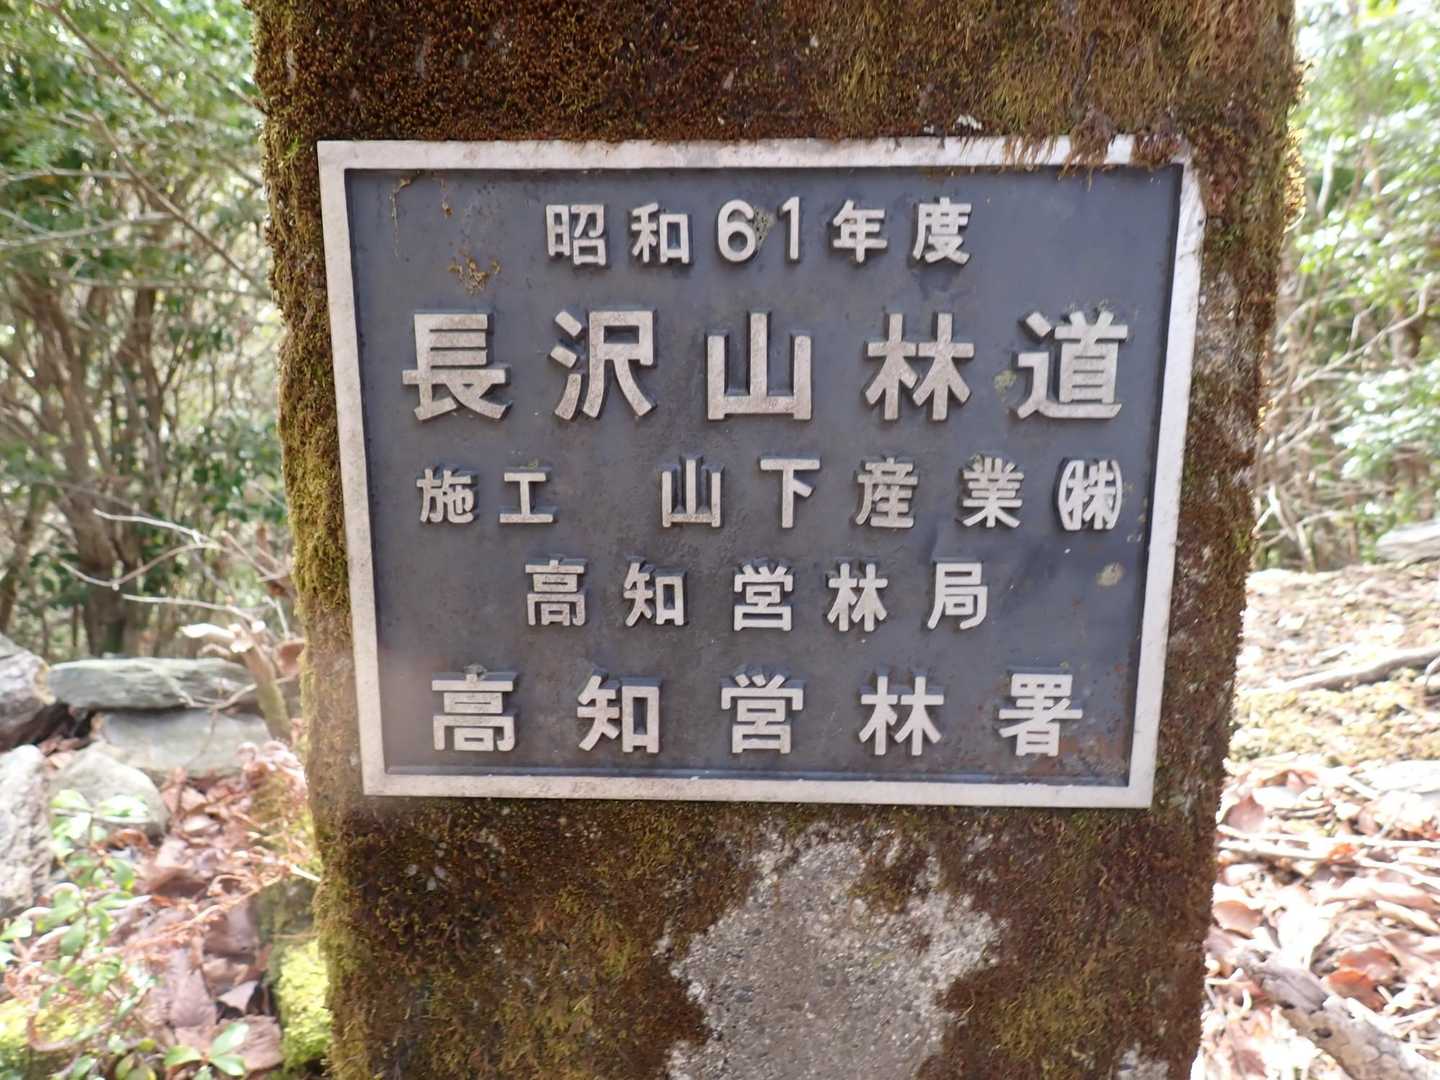 昭和61年度
長沢山林道
施工 山下産業㈱
高知営林局
高知営林署